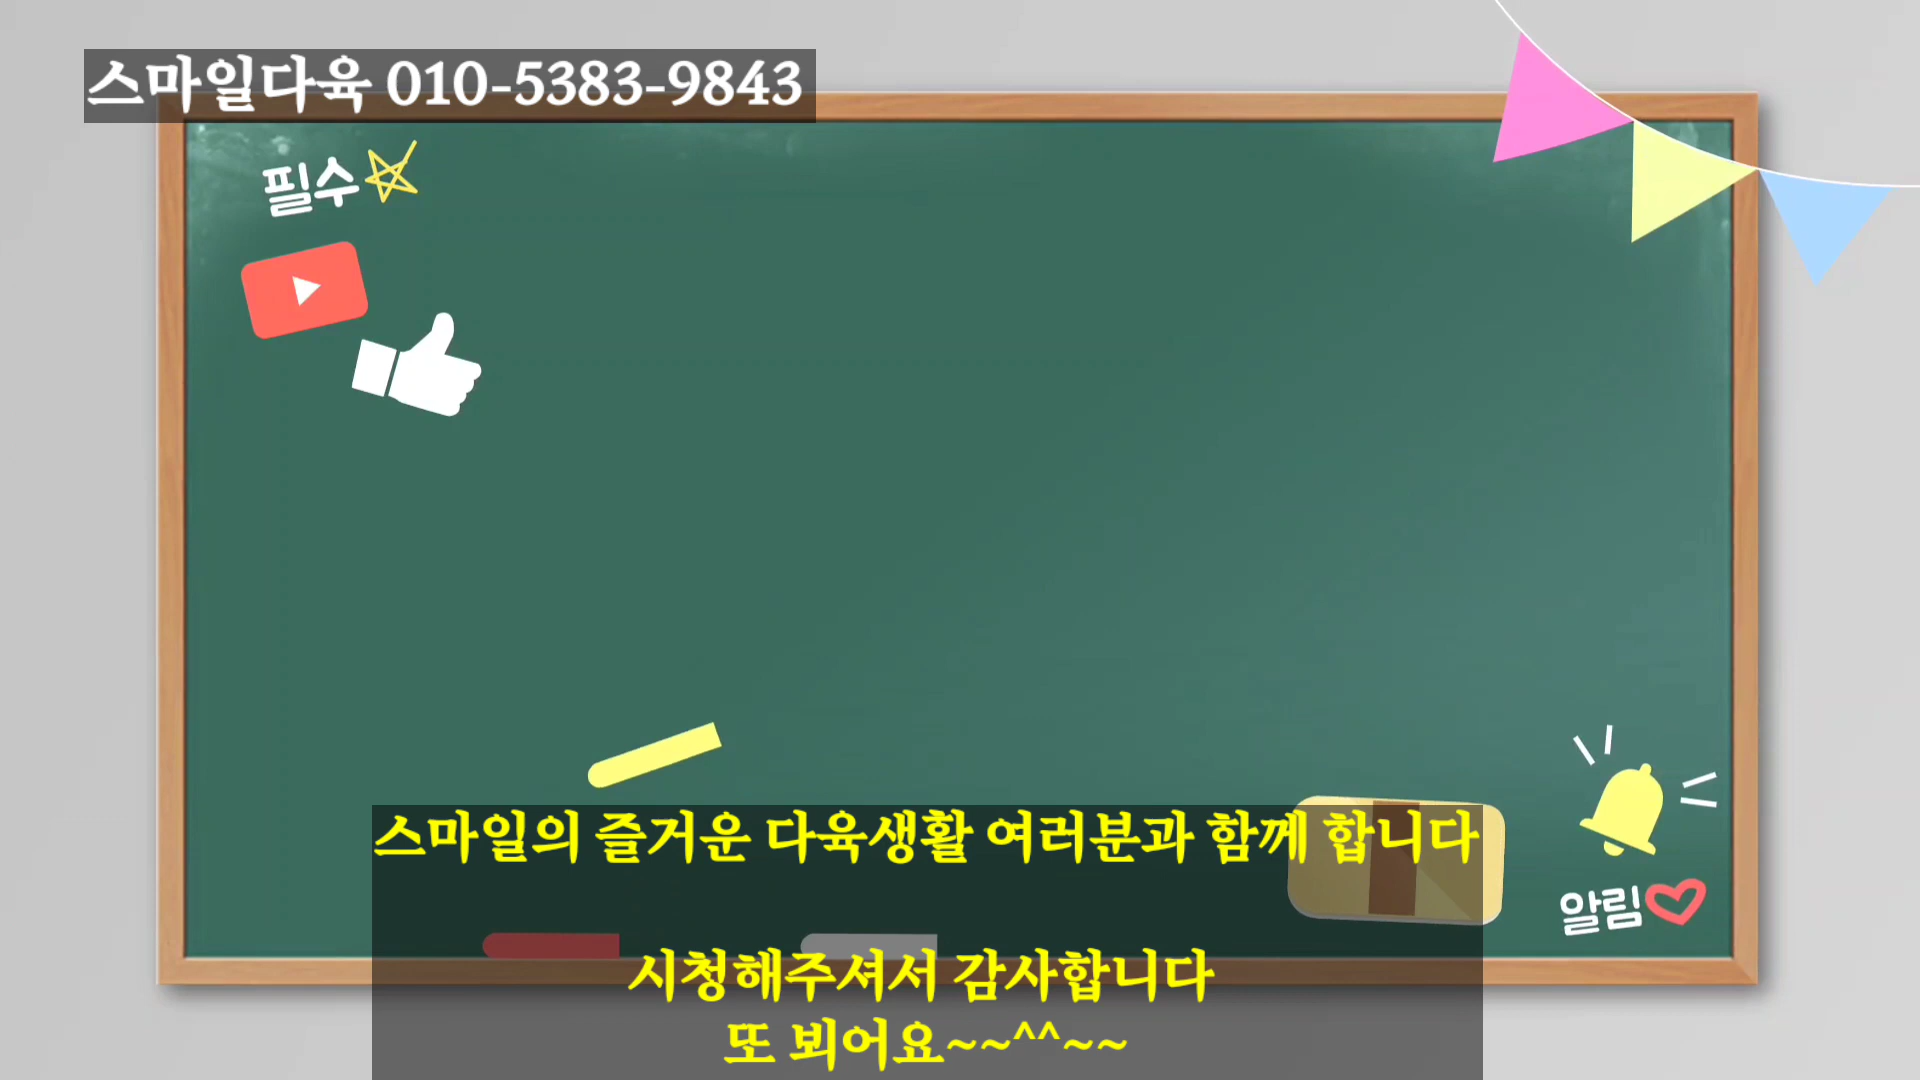 스마일다육 010-5383-9843
필수
스마일의 즐거운 다육생활 여러분과 함께 합니다
알림
시청해주셔서 감사합니다
또 뵈어요~~^^~~